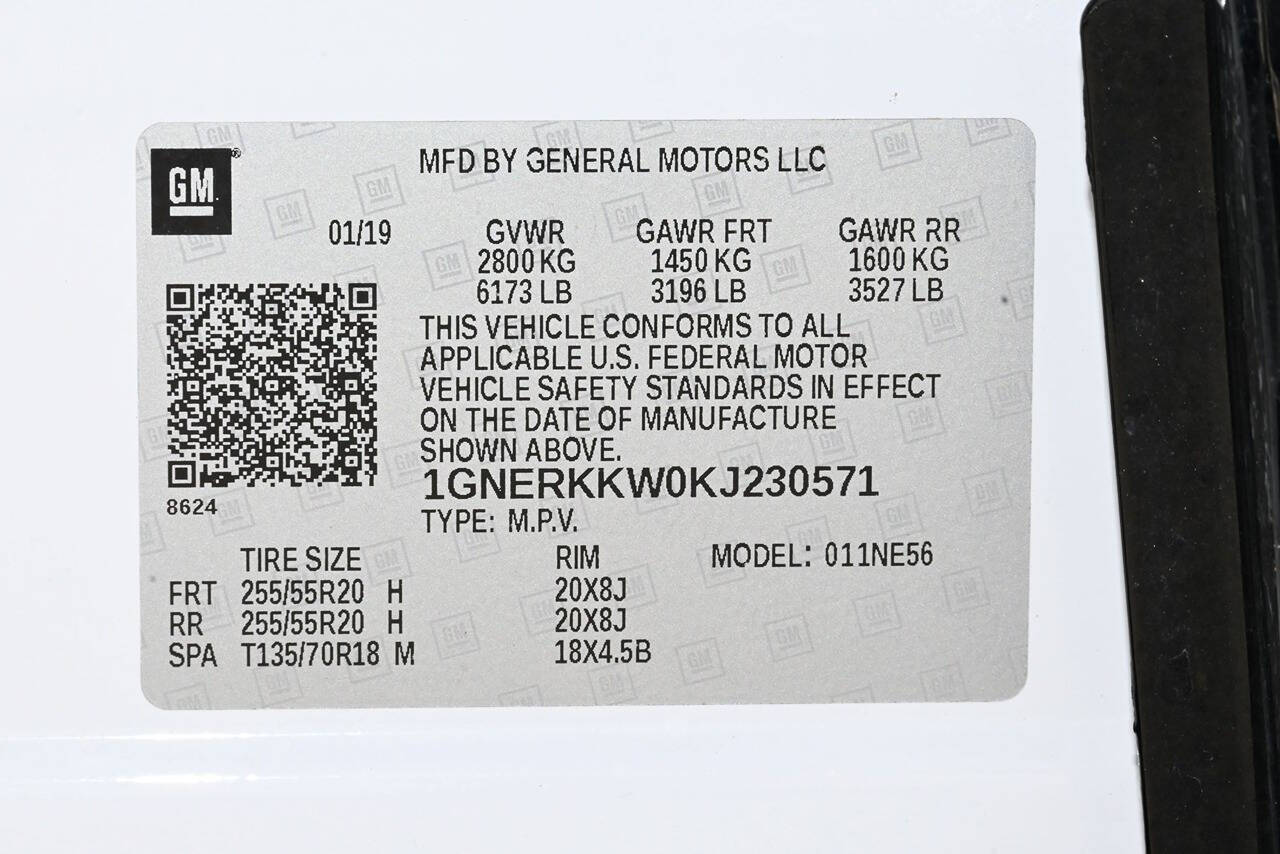 GM
MFD BY GENERAL MOTORS LLC
01/19 GVWR GAWR FRT GAWR RR
2800 KG 1450 KG 1600 KG
6173 LB 3196 LB 3527 LB
THIS VEHICLE CONFORMS TO ALL
APPLICABLE U.S. FEDERAL MOTOR
VEHICLE SAFETY STANDARDS IN EFFECT
ON THE DATE OF MANUFACTURE
SHOWN ABOVE.
1GNERKKW0KJ230571
8624
TYPE: M.P.V.
TIRE SIZE RIM MODEL: 011NE56
FRT 255/55R20 H 20X8J
RR 255/55R20 H 20X8J
SPA T135/70R18 M 18X4.5B